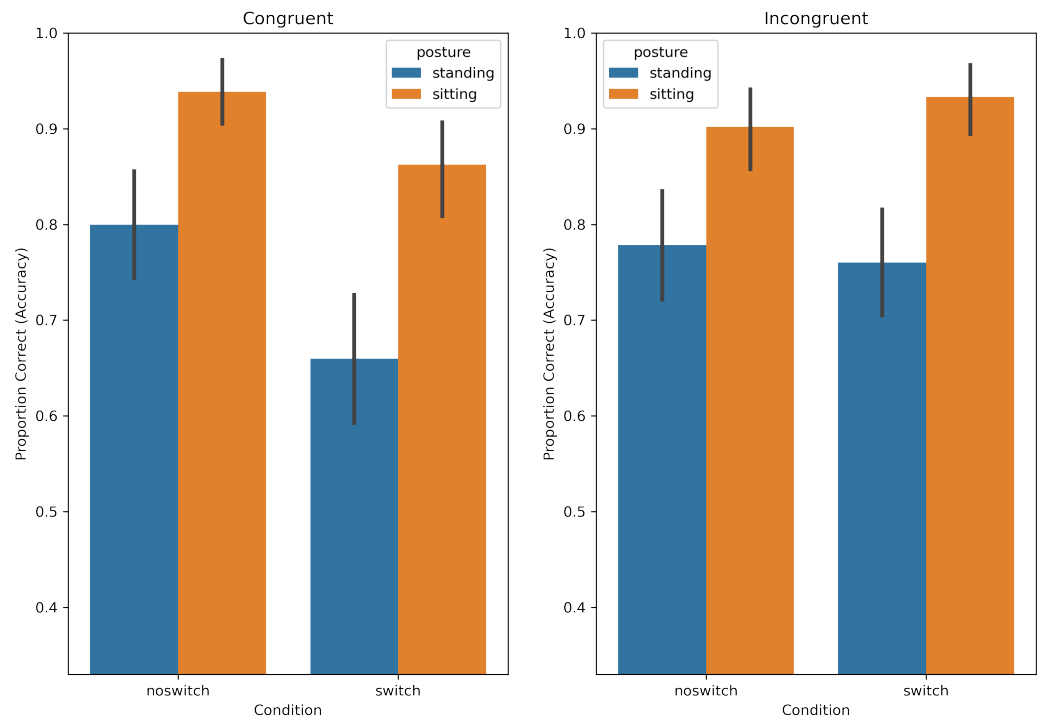 Congruent
Proportion Correct (Accuracy)
1.0
0.9
0.8
0.7
0.6
0.5
0.4
posture
standing
sitting
noswitch
switch
Condition
Incongruent
Proportion Correct (Accuracy)
1.0
0.9
0.8
0.7
0.6
0.5
0.4
posture
standing
sitting
noswitch
switch
Condition